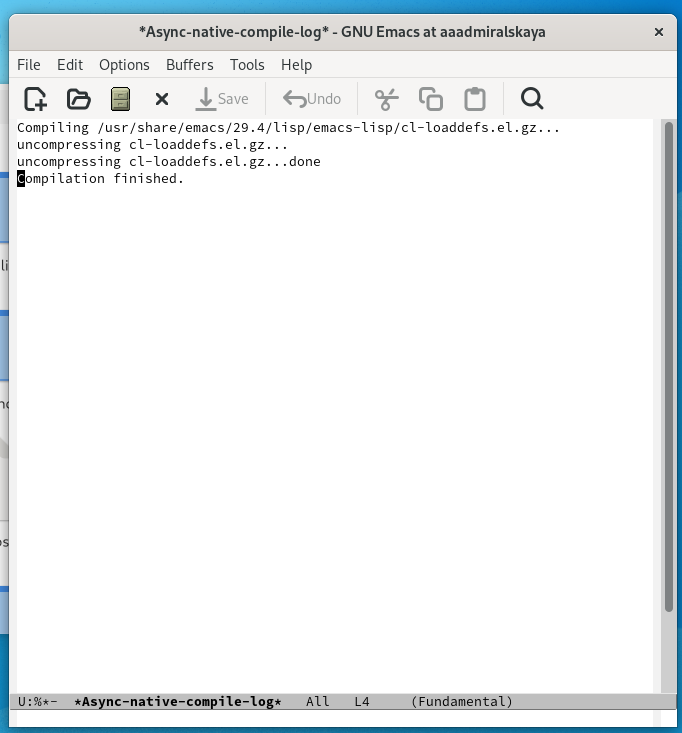 *Async-native-compile-log* - GNU Emacs at aaadmiralskaya ×
File Edit Options Buffers Tools Help
Save Undo
Compiling /usr/share/emacs/29.4/lisp/emacs-lisp/cl-loaddefs.el.gz...
uncompressing cl-loaddefs.el.gz...
uncompressing cl-loaddefs.el.gz...done
Compilation finished.
U:%*- *Async-native-compile-log* All L4 (Fundamental)